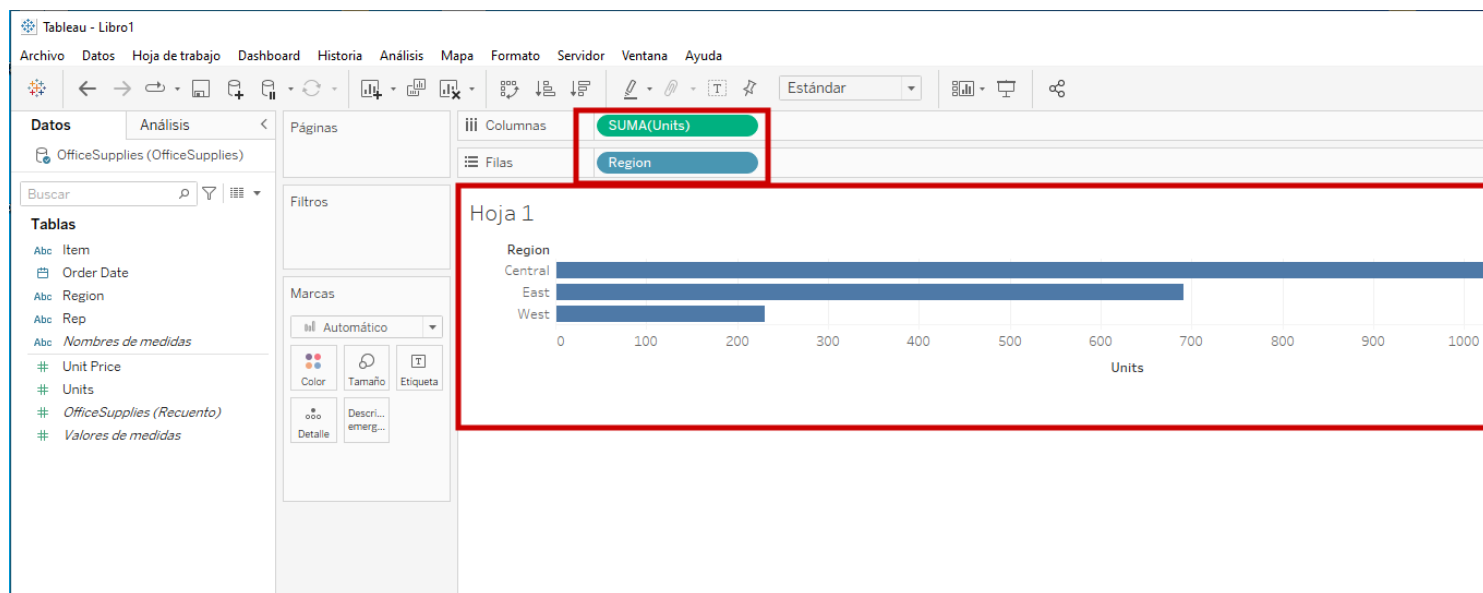 Tableau - Libro1
Archivo Datos Hoja de trabajo Dashboard Historia Análisis Mapa Formato Servidor Ventana Ayuda
Estándar
Datos Análisis
Páginas
Columnas SUMA(Units)
OfficeSupplies (OfficeSupplies)
Filas Region
Buscar
Filtros
Tablas
Hoja 1
Abc Item
Order Date
Abc Region
Abc Rep
Abc Nombres de medidas
# Unit Price
# Units
# OfficeSupplies (Recuento)
# Valores de medidas
Marcas
Automático
Color Tamaño Etiqueta
Detalle Descri... emerg...
Region
Central
East
West
0 100 200 300 400 500 600 700 800 900 1000
Units